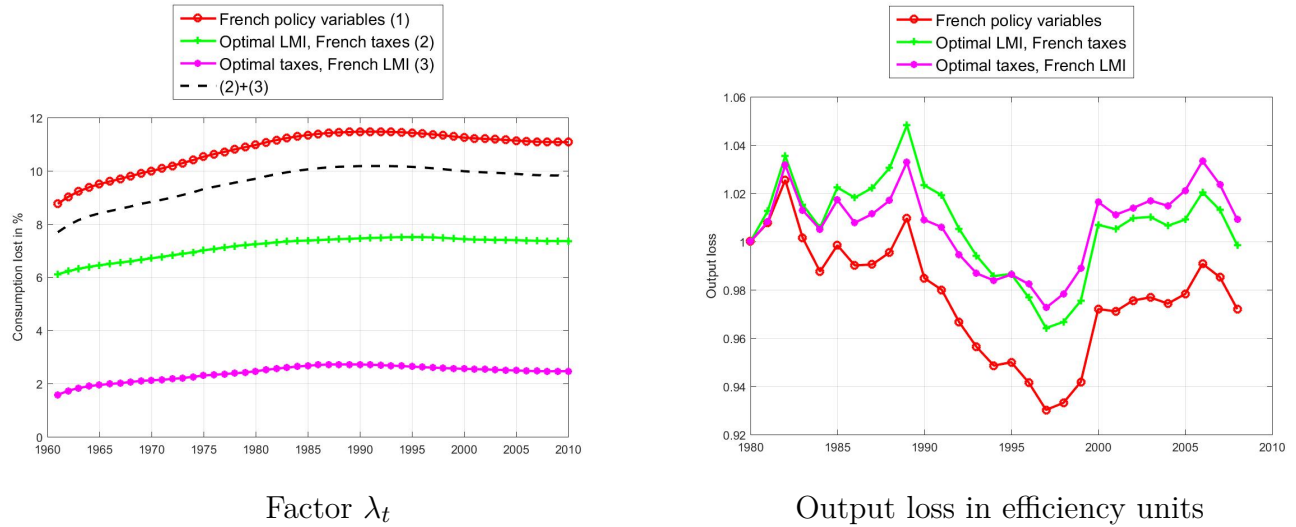 French policy variables (1)
Optimal LMI, French taxes (2)
Optimal taxes, French LMI (3)
(2)+(3)
Consumption lost in %
12
10
8
6
4
2
0
1960 1965 1970 1975 1980 1985 1990 1995 2000 2005 2010
Factor λt
French policy variables
Optimal LMI, French taxes
Optimal taxes, French LMI
Output loss
1.06
1.04
1.02
1
0.98
0.96
0.94
0.92
1980 1985 1990 1995 2000 2005 2010
Output loss in efficiency units